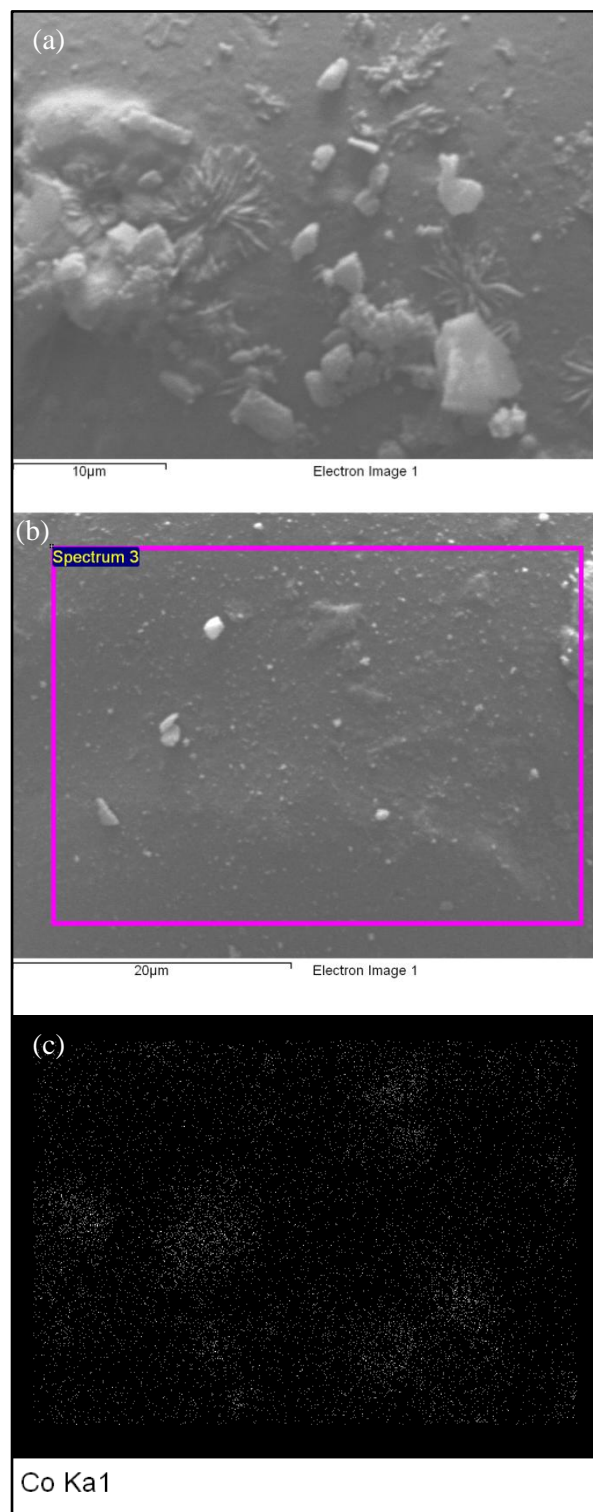 (a)
10µm Electron Image 1
(b)
Spectrum 3
20µm Electron Image 1
(c)
Co Ka1